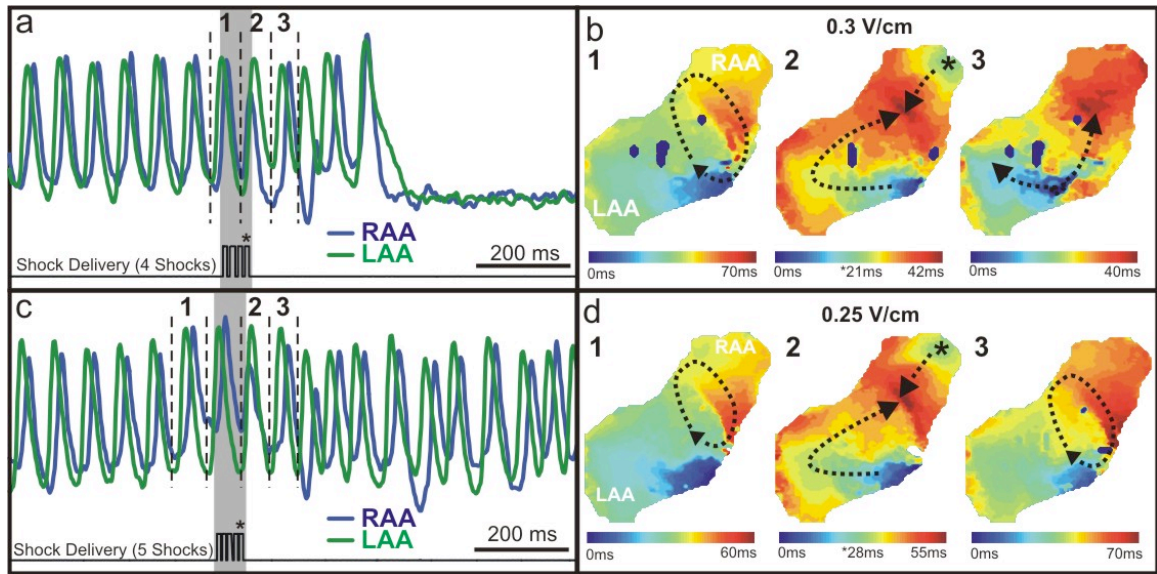 a
1 2 3
RAA
LAA
*
Shock Delivery (4 Shocks)
200 ms
b
0.3 V/cm
1 2 3
RAA
*
LAA
0ms 70ms
0ms *21ms 42ms
0ms 40ms
c
1 2 3
RAA
LAA
*
Shock Delivery (5 Shocks)
200 ms
d
0.25 V/cm
1 2 3
RAA
*
LAA
0ms 60ms
0ms *28ms 55ms
0ms 70ms